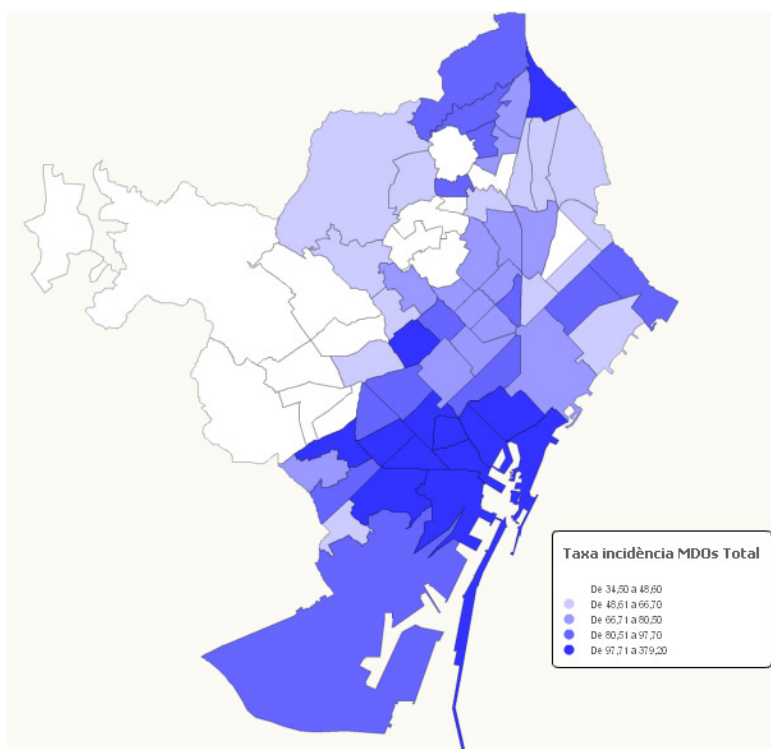 Taxa incidència MDOs Total
De 34,50 a 48,60
De 48,61 a 66,70
De 66,71 a 80,50
De 80,51 a 97,70
De 97,71 a 379,20